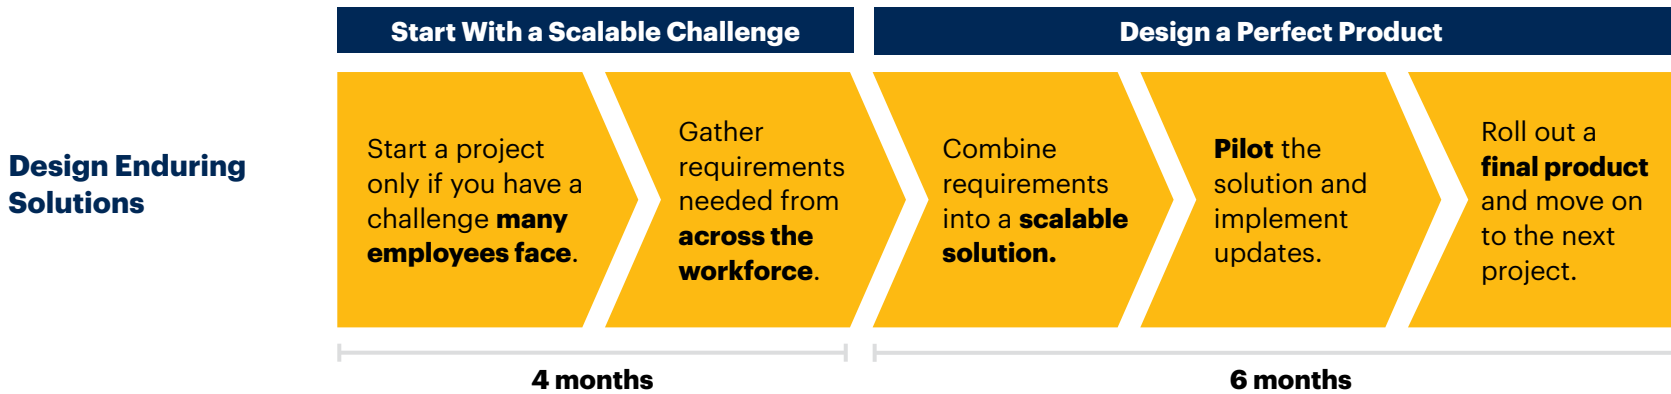 Start With a Scalable Challenge
Design a Perfect Product
Design Enduring
Solutions
Start a project
only if you have a
challenge many
employees face.
Gather
requirements
needed from
across the
workforce.
Combine
requirements
into a scalable
solution.
Pilot the
solution and
implement
updates.
Roll out a
final product
and move on
to the next
project.
4 months
6 months